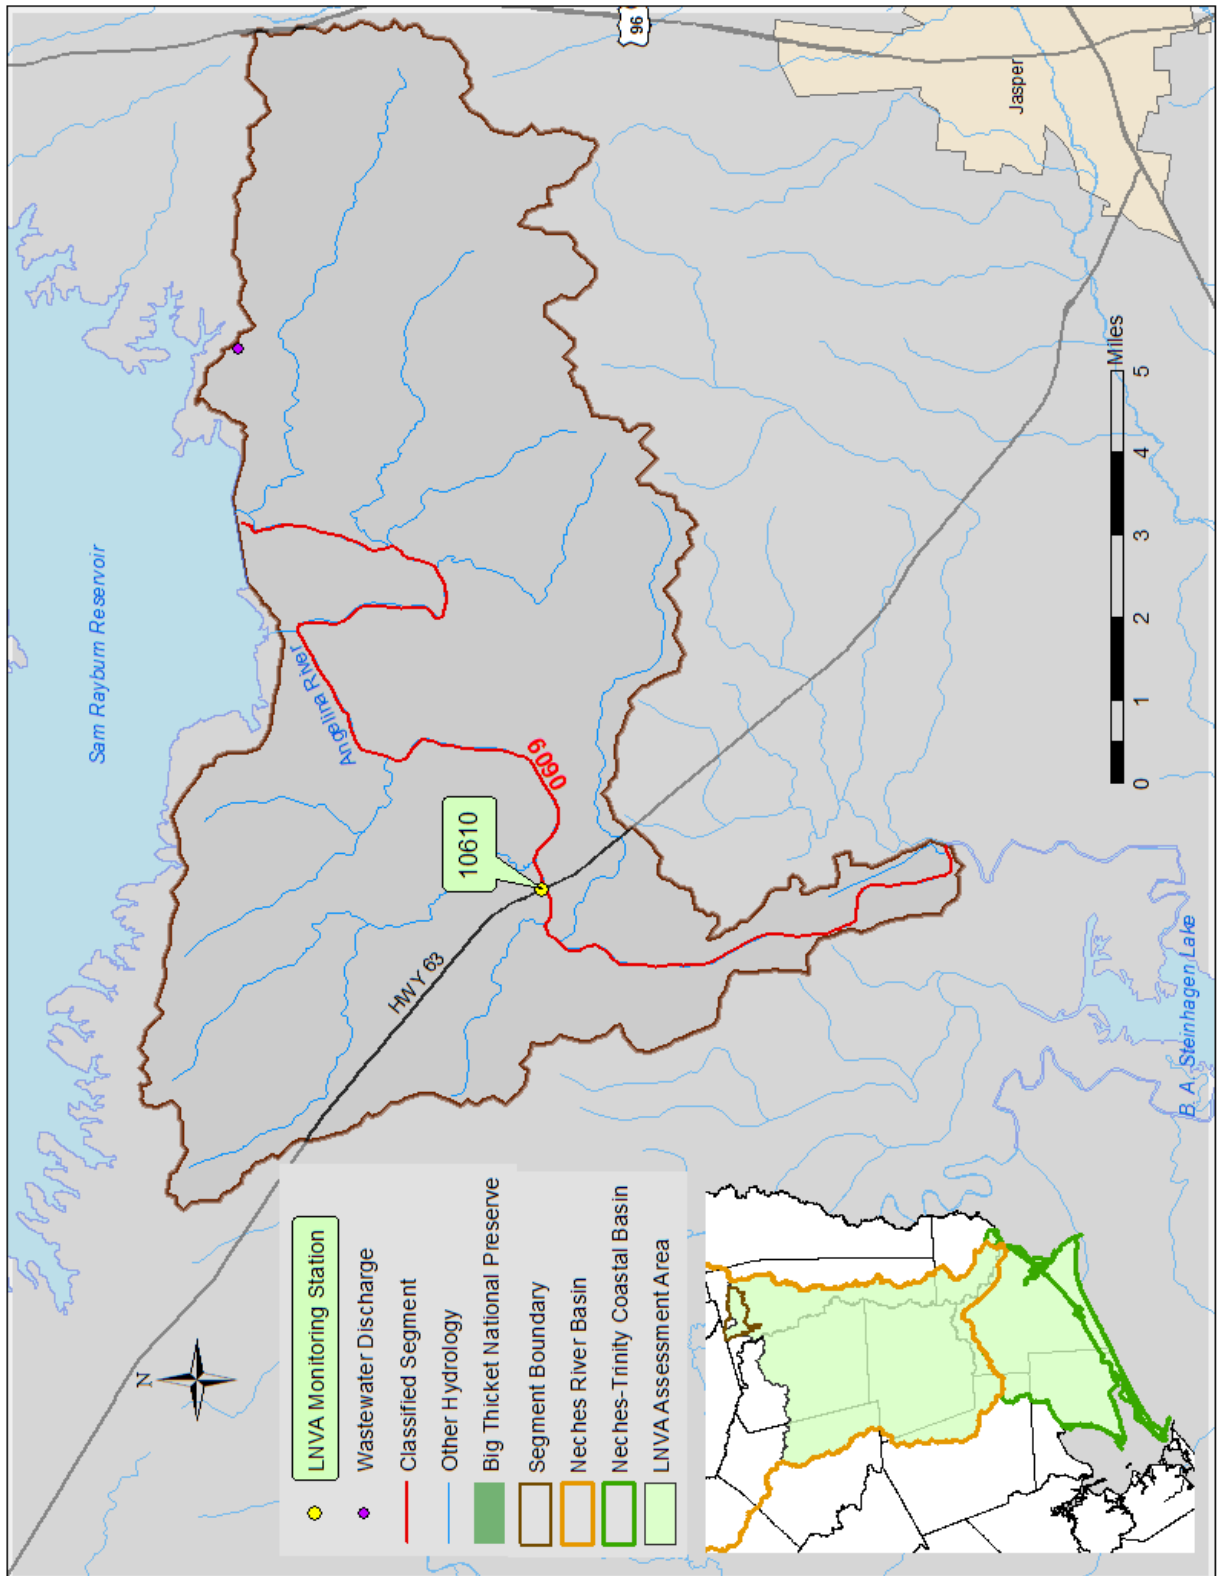 Sam Rayburn Reservoir
96
Jasper
Angelina River
0609
10610
HWY 63
Miles
0
1
2
3
4
5
B. A. Steinhagen Lake
N
LNVA Monitoring Station
Wastewater Discharge
Classified Segment
Other Hydrology
Big Thicket National Preserve
Segment Boundary
Neches River Basin
Neches-Trinity Coastal Basin
LNVA Assessment Area